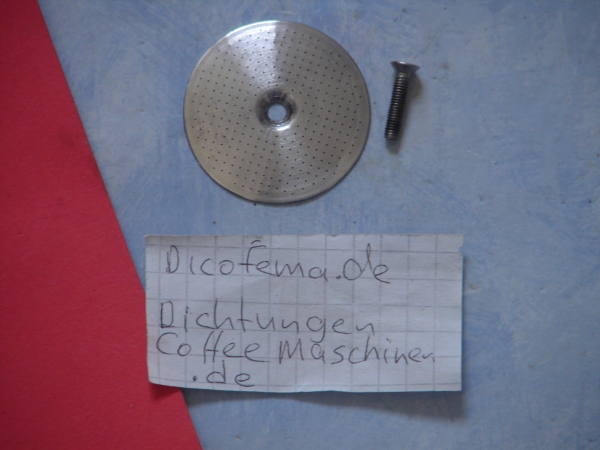 Dicofema.de
Dichtungen
Coffee Maschinen
.de